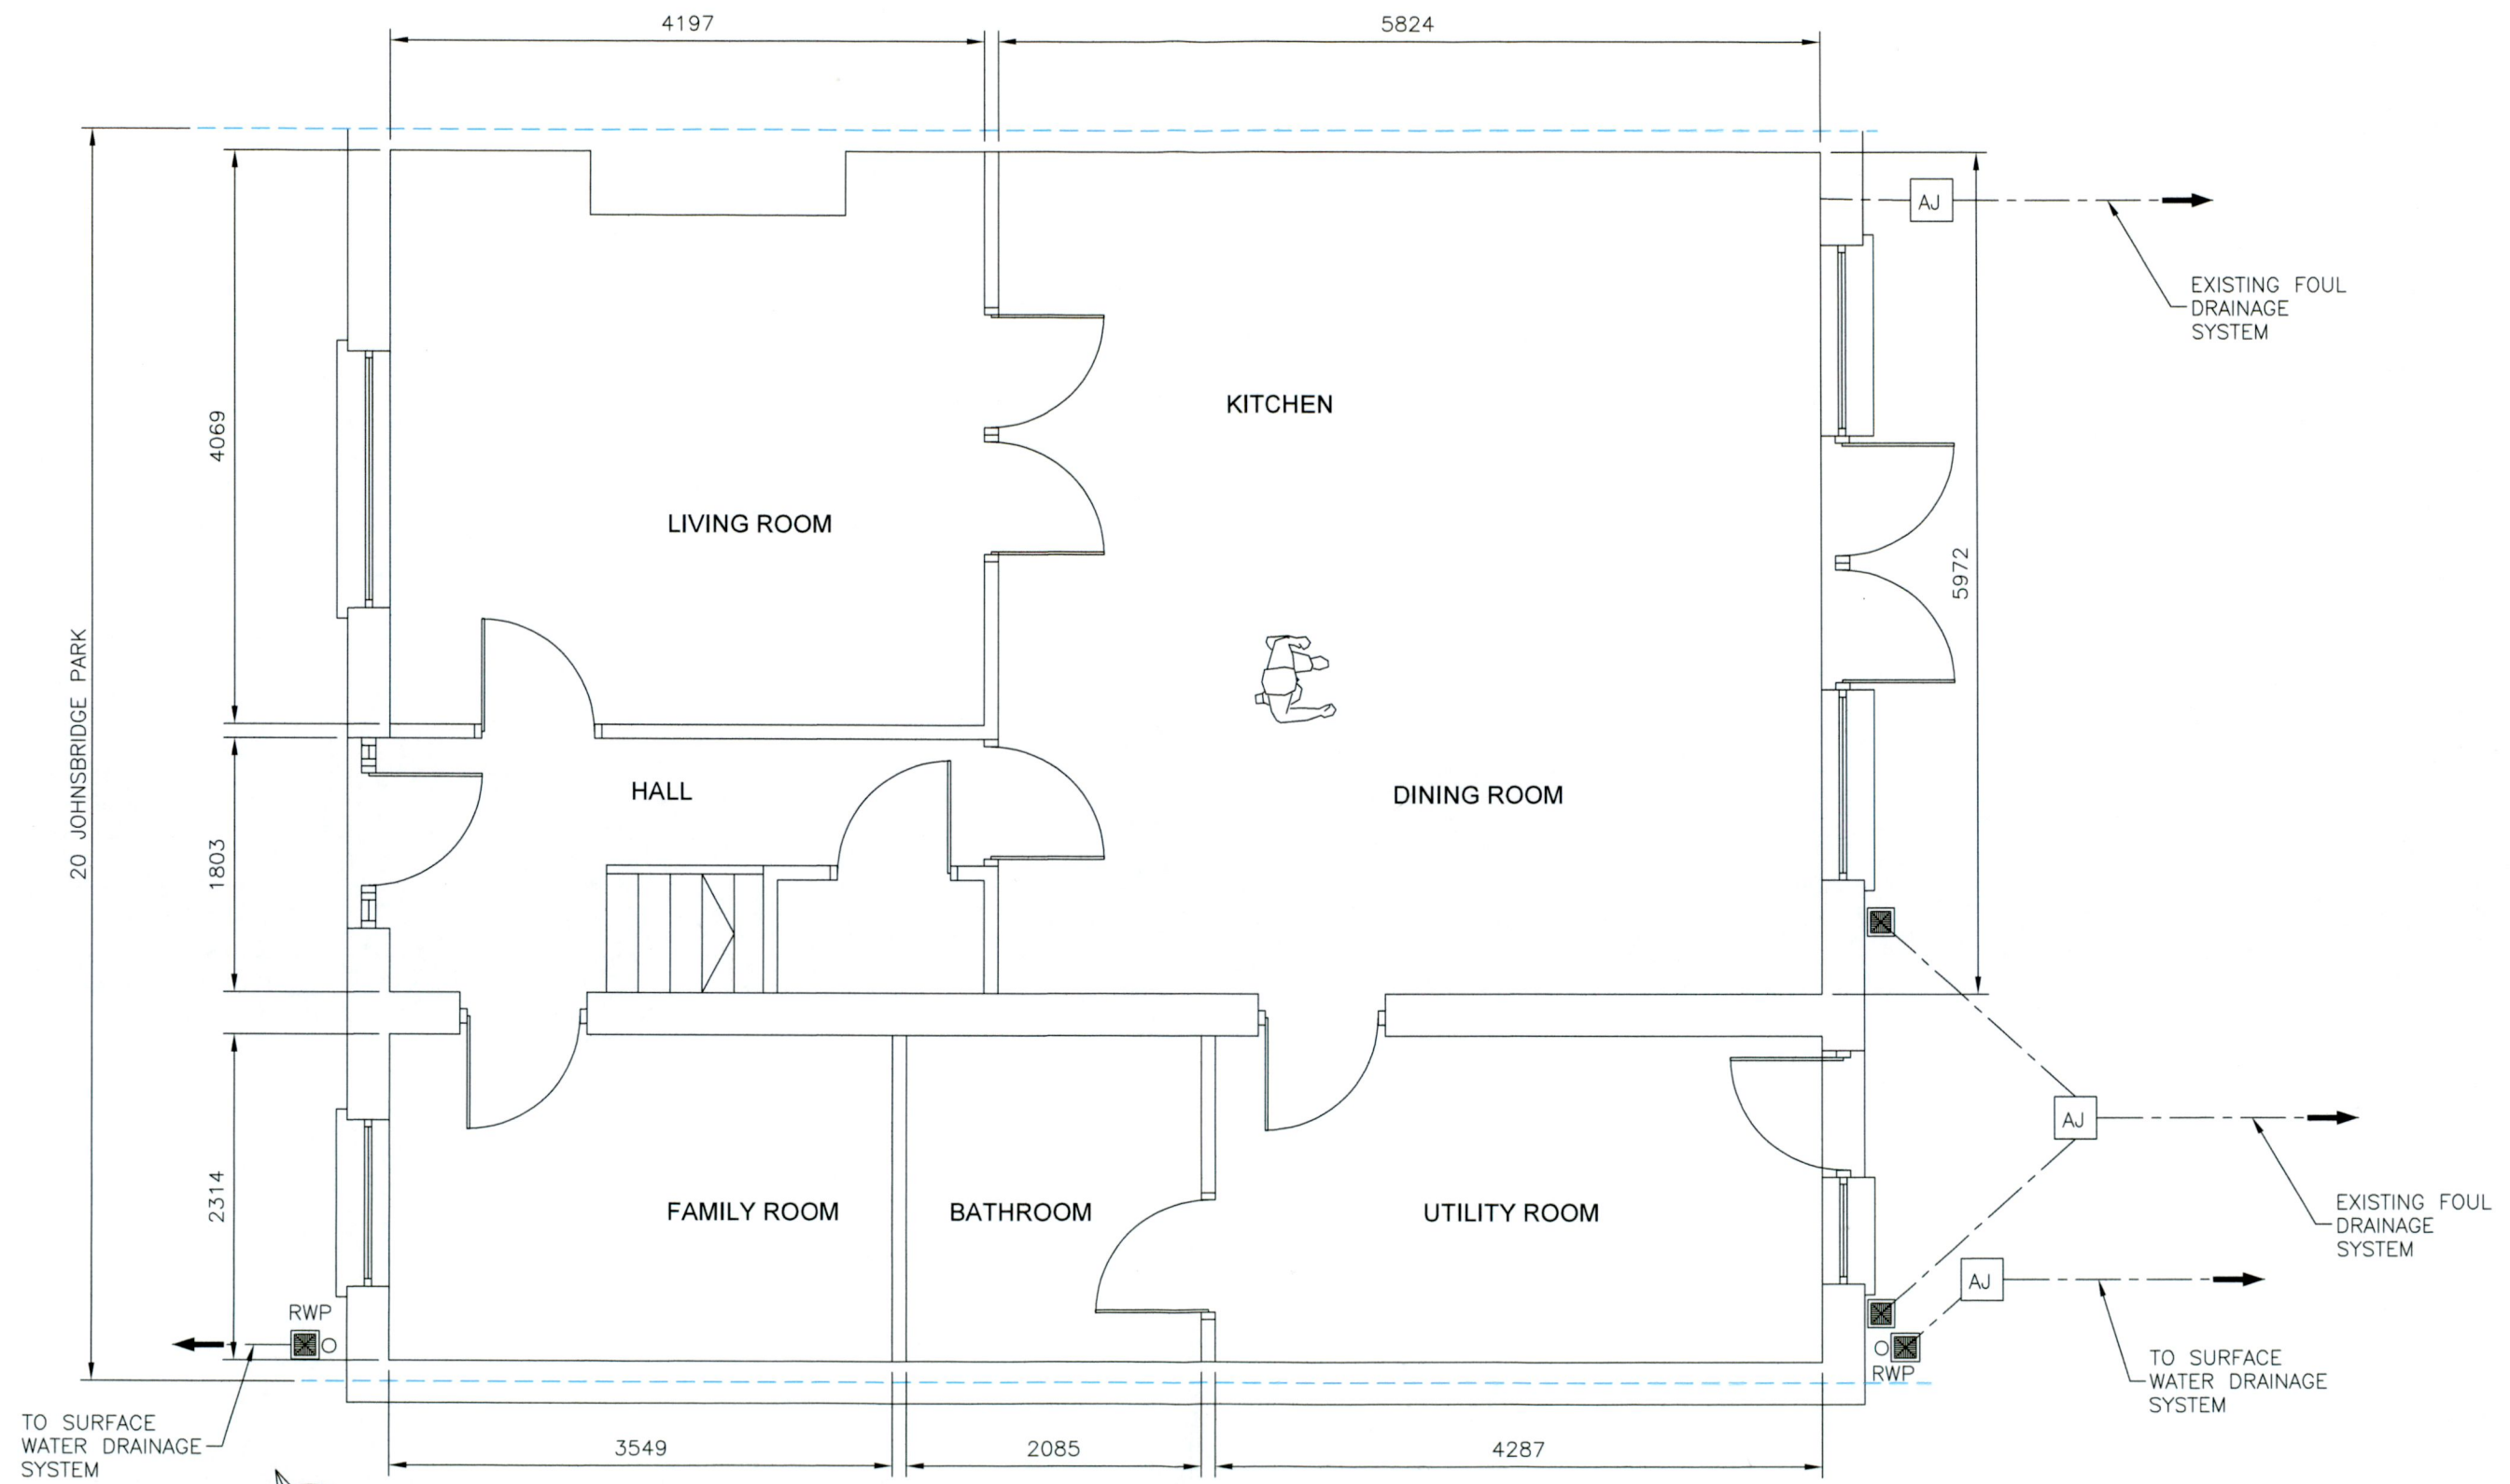 4197
5824
AJ
EXISTING FOUL
DRAINAGE
SYSTEM
KITCHEN
4069
LIVING ROOM
5972
20 JOHNSBRIDGE PARK
HALL
DINING ROOM
1803
AJ
2314
FAMILY ROOM
BATHROOM
UTILITY ROOM
EXISTING FOUL
DRAINAGE
SYSTEM
AJ
RWP
RWP
TO SURFACE
WATER DRAINAGE
SYSTEM
TO SURFACE
WATER DRAINAGE
SYSTEM
3549
2085
4287